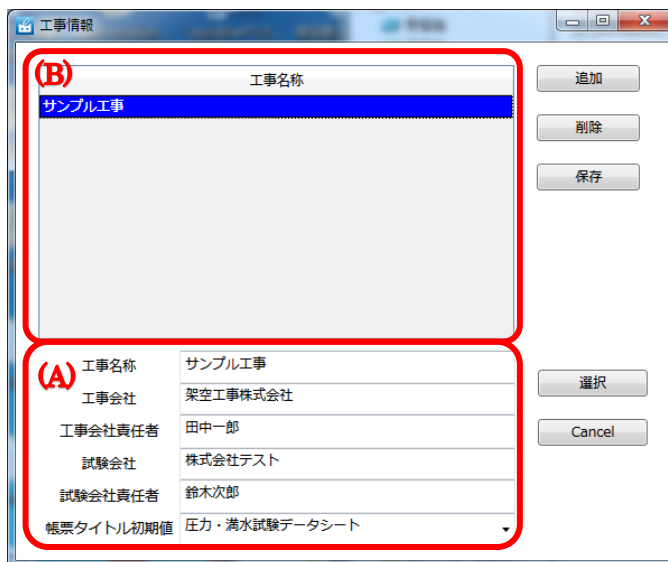 工事情報
(B)
工事名称
サンプル工事
追加
削除
保存
(A)
工事名称 サンプル工事
工事会社 架空工事株式会社
工事会社責任者 田中一郎
試験会社 株式会社テスト
試験会社責任者 鈴木次郎
帳票タイトル初期値 圧力・満水試験データシート
選択
Cancel